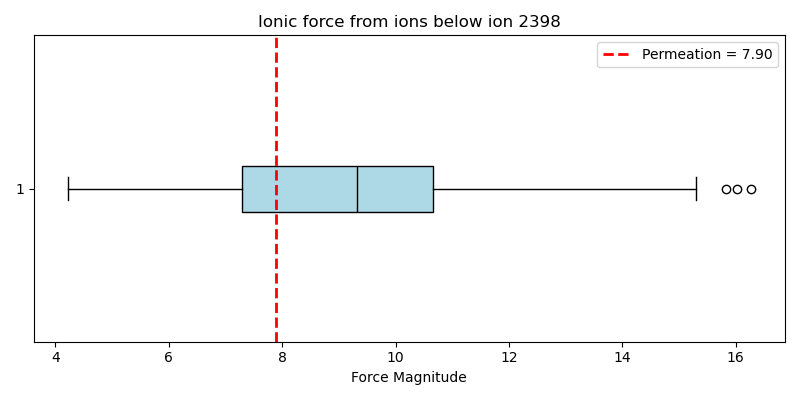 Ionic force from ions below ion 2398
Permeation = 7.90
1
4 6 8 10 12 14 16
Force Magnitude